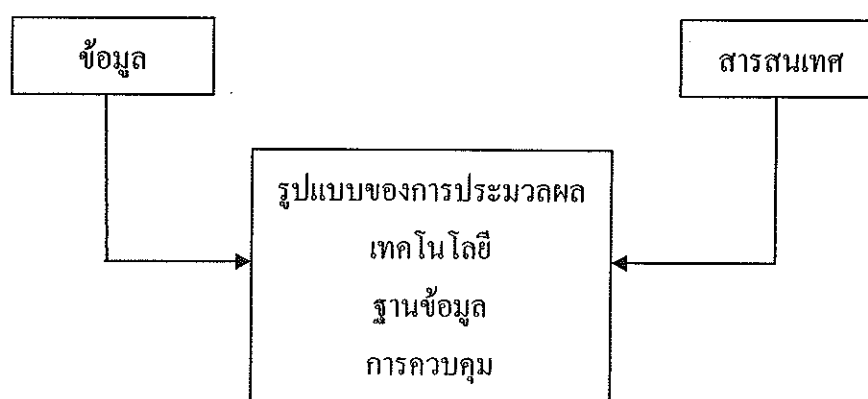 ข้อมูล
สารสนเทศ
รูปแบบของการประมวลผล
เทคโนโลยี
ฐานข้อมูล
การควบคุม